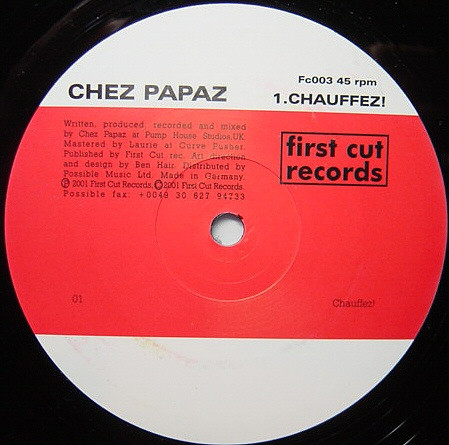 Fc003 45 rpm
CHEZ PAPAZ
1.CHAUFFEZ!
Written, produced recorded and mixed
by Chez Papaz at Pump House Studios,UK.
Mastered by Laurie at Curve Pusher.
Published by First Cut rec. Art direction
and design by Ben Hair. Distributed by
Possible Music Ltd. Made in Germany.
℗ 2001 First Cut Records. © 2001 First Cut Records.
Possible fax: +0049 30 627 94733
first cut
records
01
Chauffez!